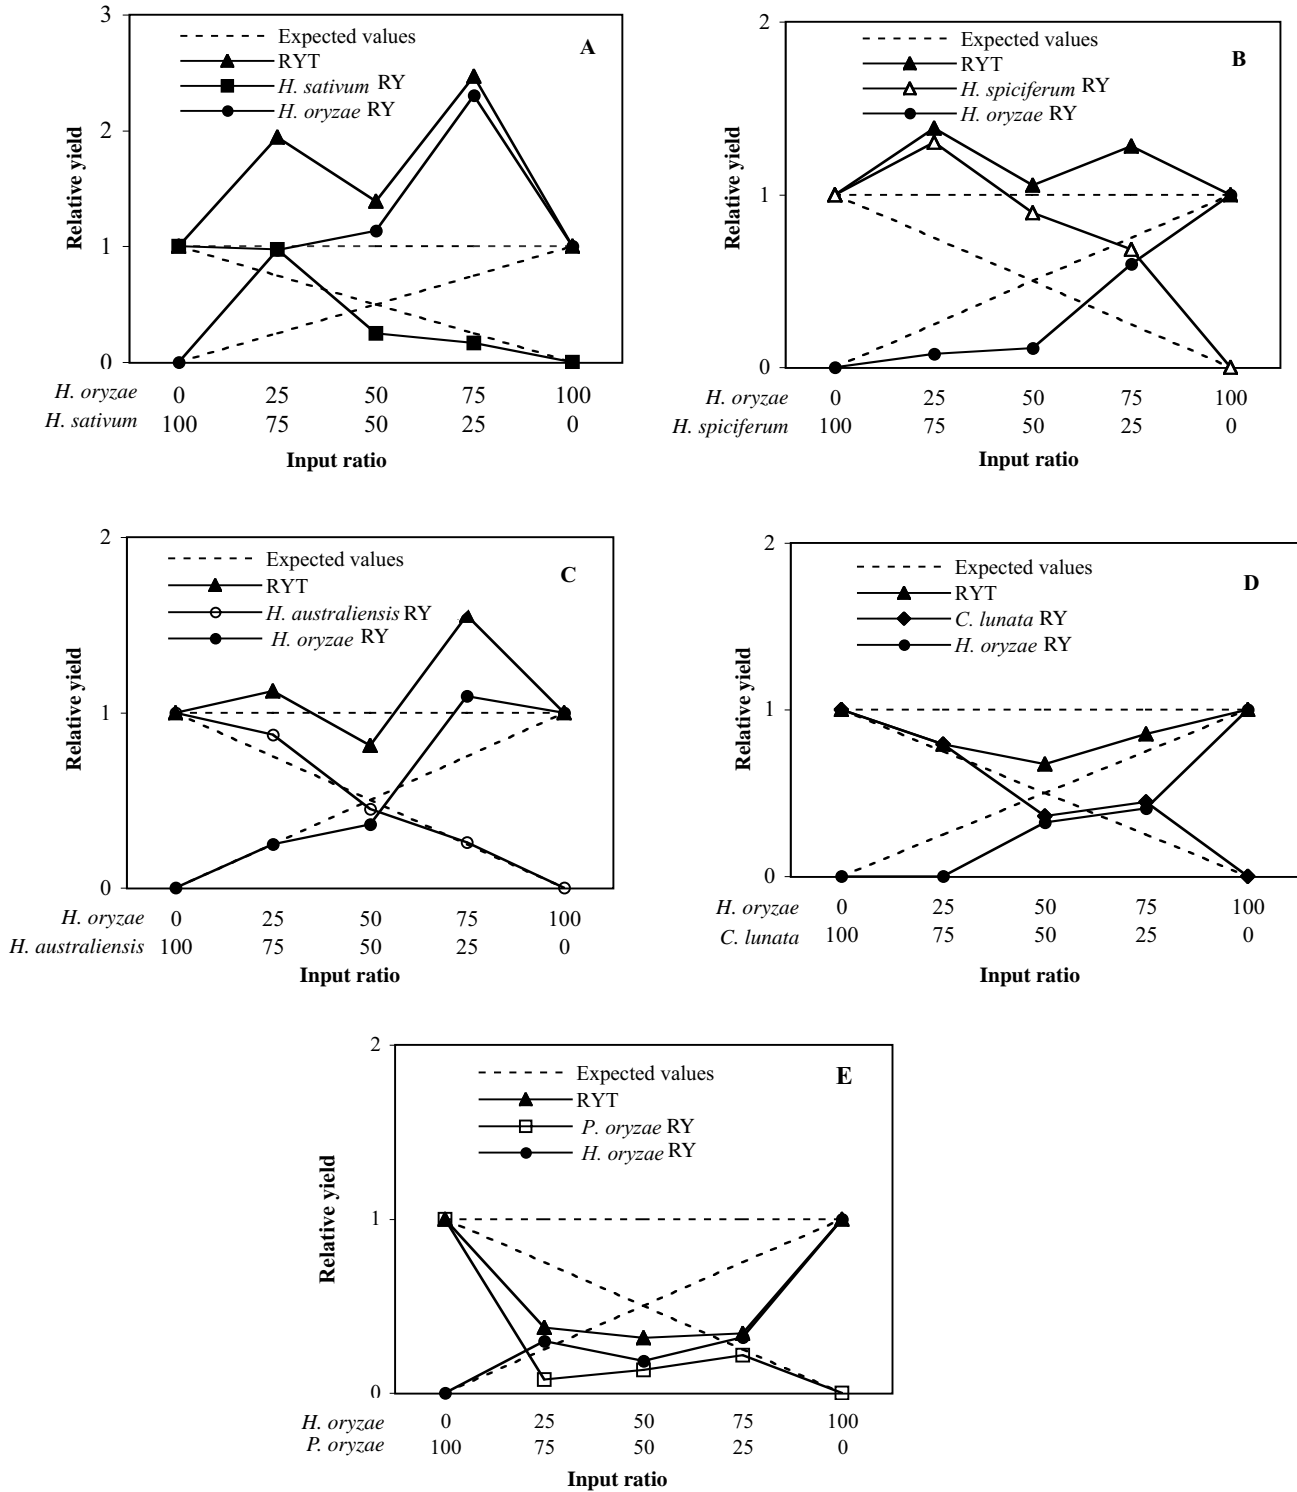 A
Expected values
RYT
H. sativum RY
H. oryzae RY
Relative yield
3
2
1
0
H. oryzae 0 25 50 75 100
H. sativum 100 75 50 25 0
Input ratio
B
Expected values
RYT
H. spiciferum RY
H. oryzae RY
Relative yield
2
1
0
H. oryzae 0 25 50 75 100
H. spiciferum 100 75 50 25 0
Input ratio
C
Expected values
RYT
H. australiensis RY
H. oryzae RY
Relative yield
2
1
0
H. oryzae 0 25 50 75 100
H. australiensis 100 75 50 25 0
Input ratio
D
Expected values
RYT
C. lunata RY
H. oryzae RY
Relative yield
2
1
0
H. oryzae 0 25 50 75 100
C. lunata 100 75 50 25 0
Input ratio
E
Expected values
RYT
P. oryzae RY
H. oryzae RY
Relative yield
2
1
0
H. oryzae 0 25 50 75 100
P. oryzae 100 75 50 25 0
Input ratio